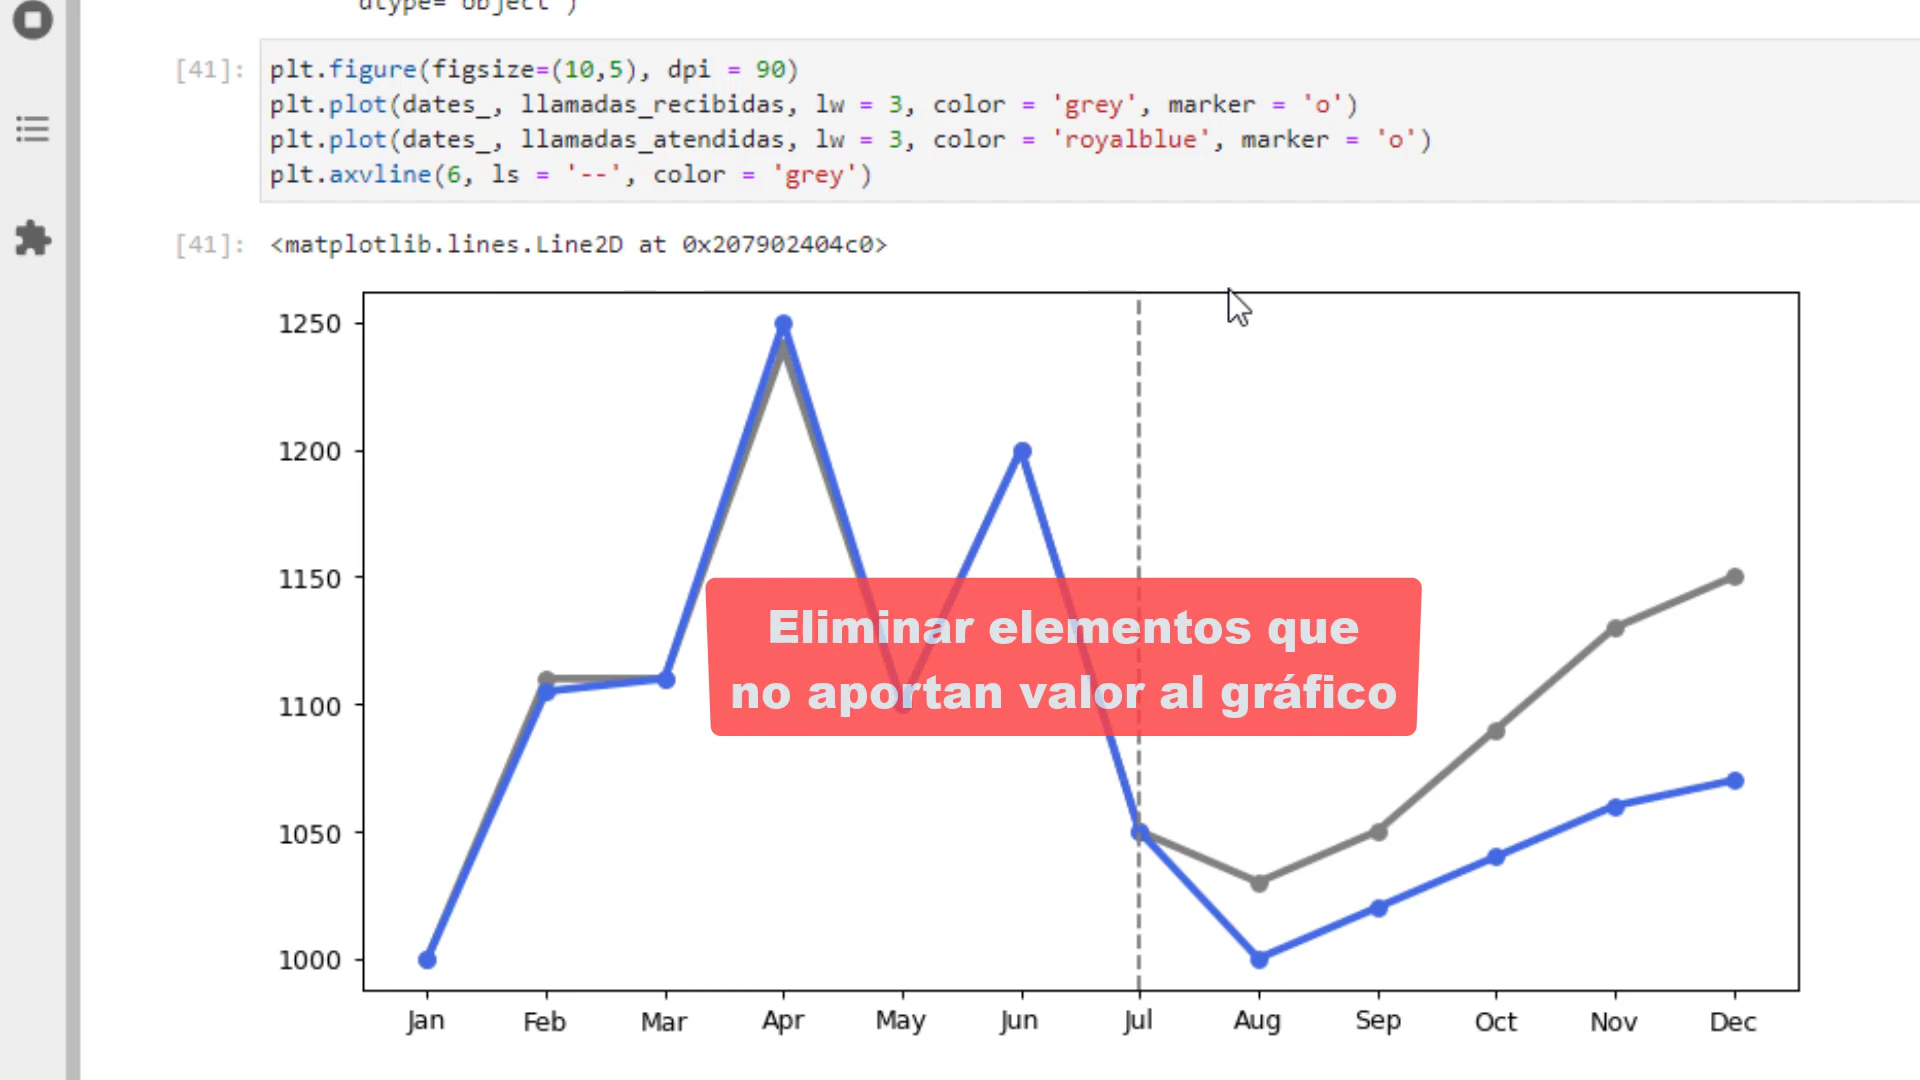 dtype='object')
[41]: plt.figure(figsize=(10,5), dpi = 90)
plt.plot(dates_, llamadas_recibidas, lw = 3, color = 'grey', marker = 'o')
plt.plot(dates_, llamadas_atendidas, lw = 3, color = 'royalblue', marker = 'o')
plt.axvline(6, ls = '--', color = 'grey')
[41]: <matplotlib.lines.Line2D at 0x207902404c0>
1250
1200
1150
1100
1050
1000
Eliminar elementos que
no aportan valor al gráfico
Jan Feb Mar Apr May Jun Jul Aug Sep Oct Nov Dec